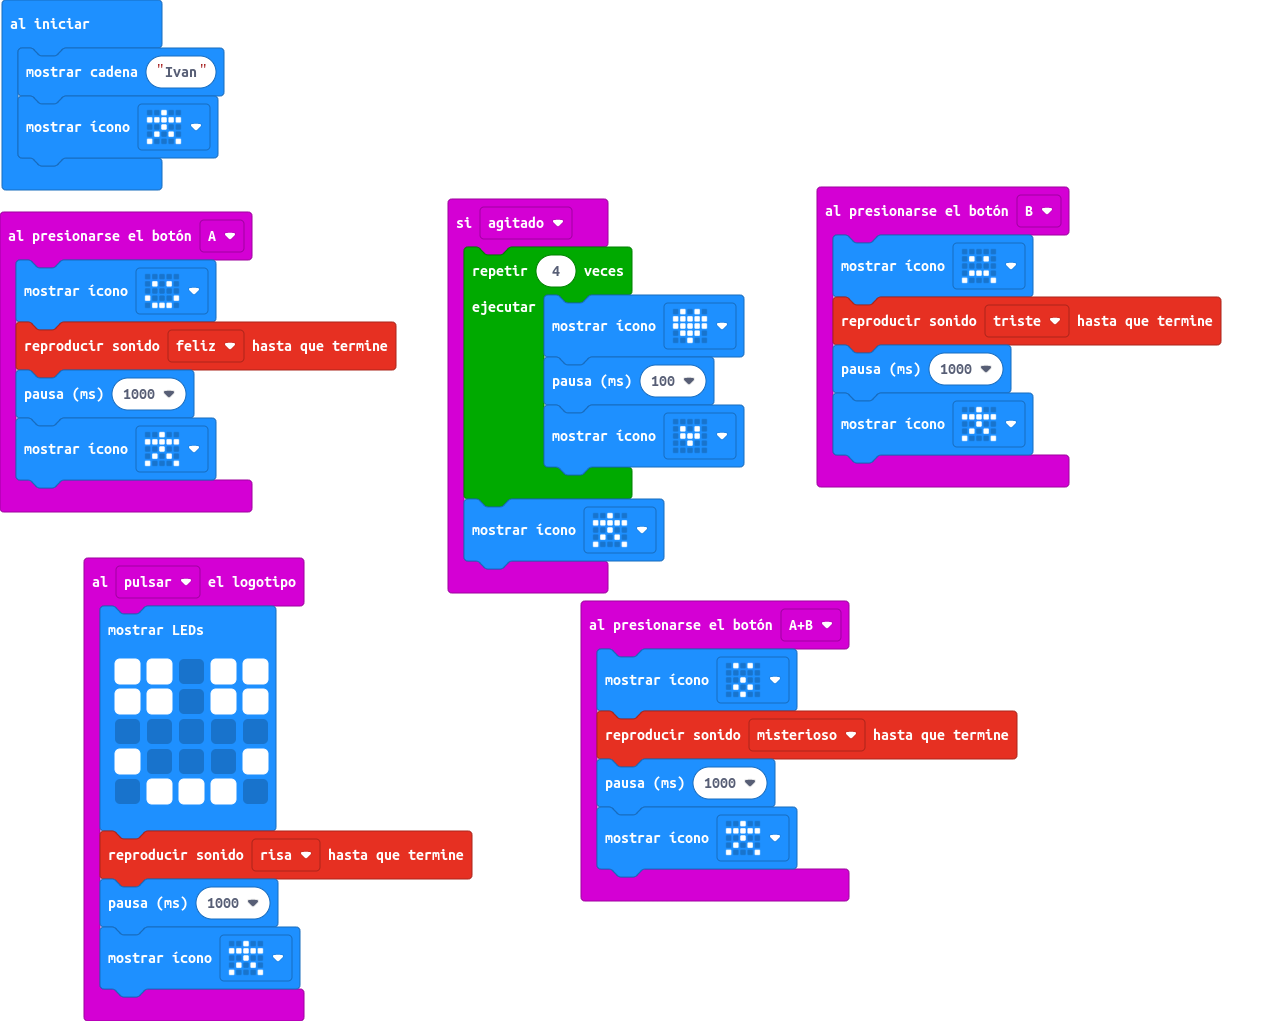 al iniciar
mostrar cadena "Ivan"
mostrar ícono
al presionarse el botón A
mostrar ícono
reproducir sonido feliz hasta que termine
pausa (ms) 1000
mostrar ícono
si agitado
repetir 4 veces
ejecutar
mostrar ícono
pausa (ms) 100
mostrar ícono
mostrar ícono
al presionarse el botón B
mostrar ícono
reproducir sonido triste hasta que termine
pausa (ms) 1000
mostrar ícono
al pulsar el logotipo
mostrar LEDs
reproducir sonido risa hasta que termine
pausa (ms) 1000
mostrar ícono
al presionarse el botón A+B
mostrar ícono
reproducir sonido misterioso hasta que termine
pausa (ms) 1000
mostrar ícono